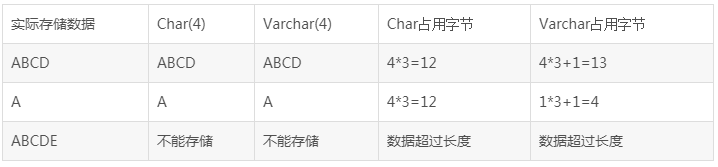 实际存储数据 Char(4) Varchar(4) Char占用字节 Varchar占用字节
ABCD ABCD ABCD 4*3=12 4*3+1=13
A A A 4*3=12 1*3+1=4
ABCDE 不能存储 不能存储 数据超过长度 数据超过长度